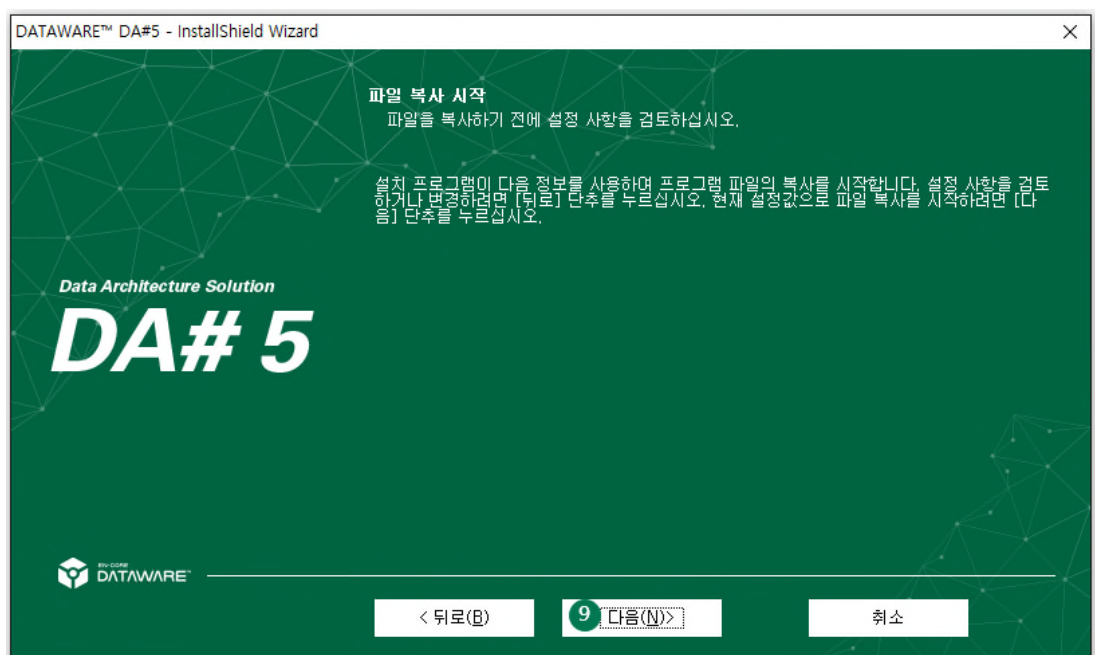 DATAWARE™ DA#5 - InstallShield Wizard
파일 복사 시작
파일을 복사하기 전에 설정 사항을 검토하십시오.
설치 프로그램이 다음 정보를 사용하여 프로그램 파일의 복사를 시작합니다. 설정 사항을 검토
하거나 변경하려면 [뒤로] 단추를 누르십시오. 현재 설정값으로 파일 복사를 시작하려면 [다
음] 단추를 누르십시오.
Data Architecture Solution
DA# 5
EN-CORE
DATAWARE™
< 뒤로(B)
9 다음(N)>
취소